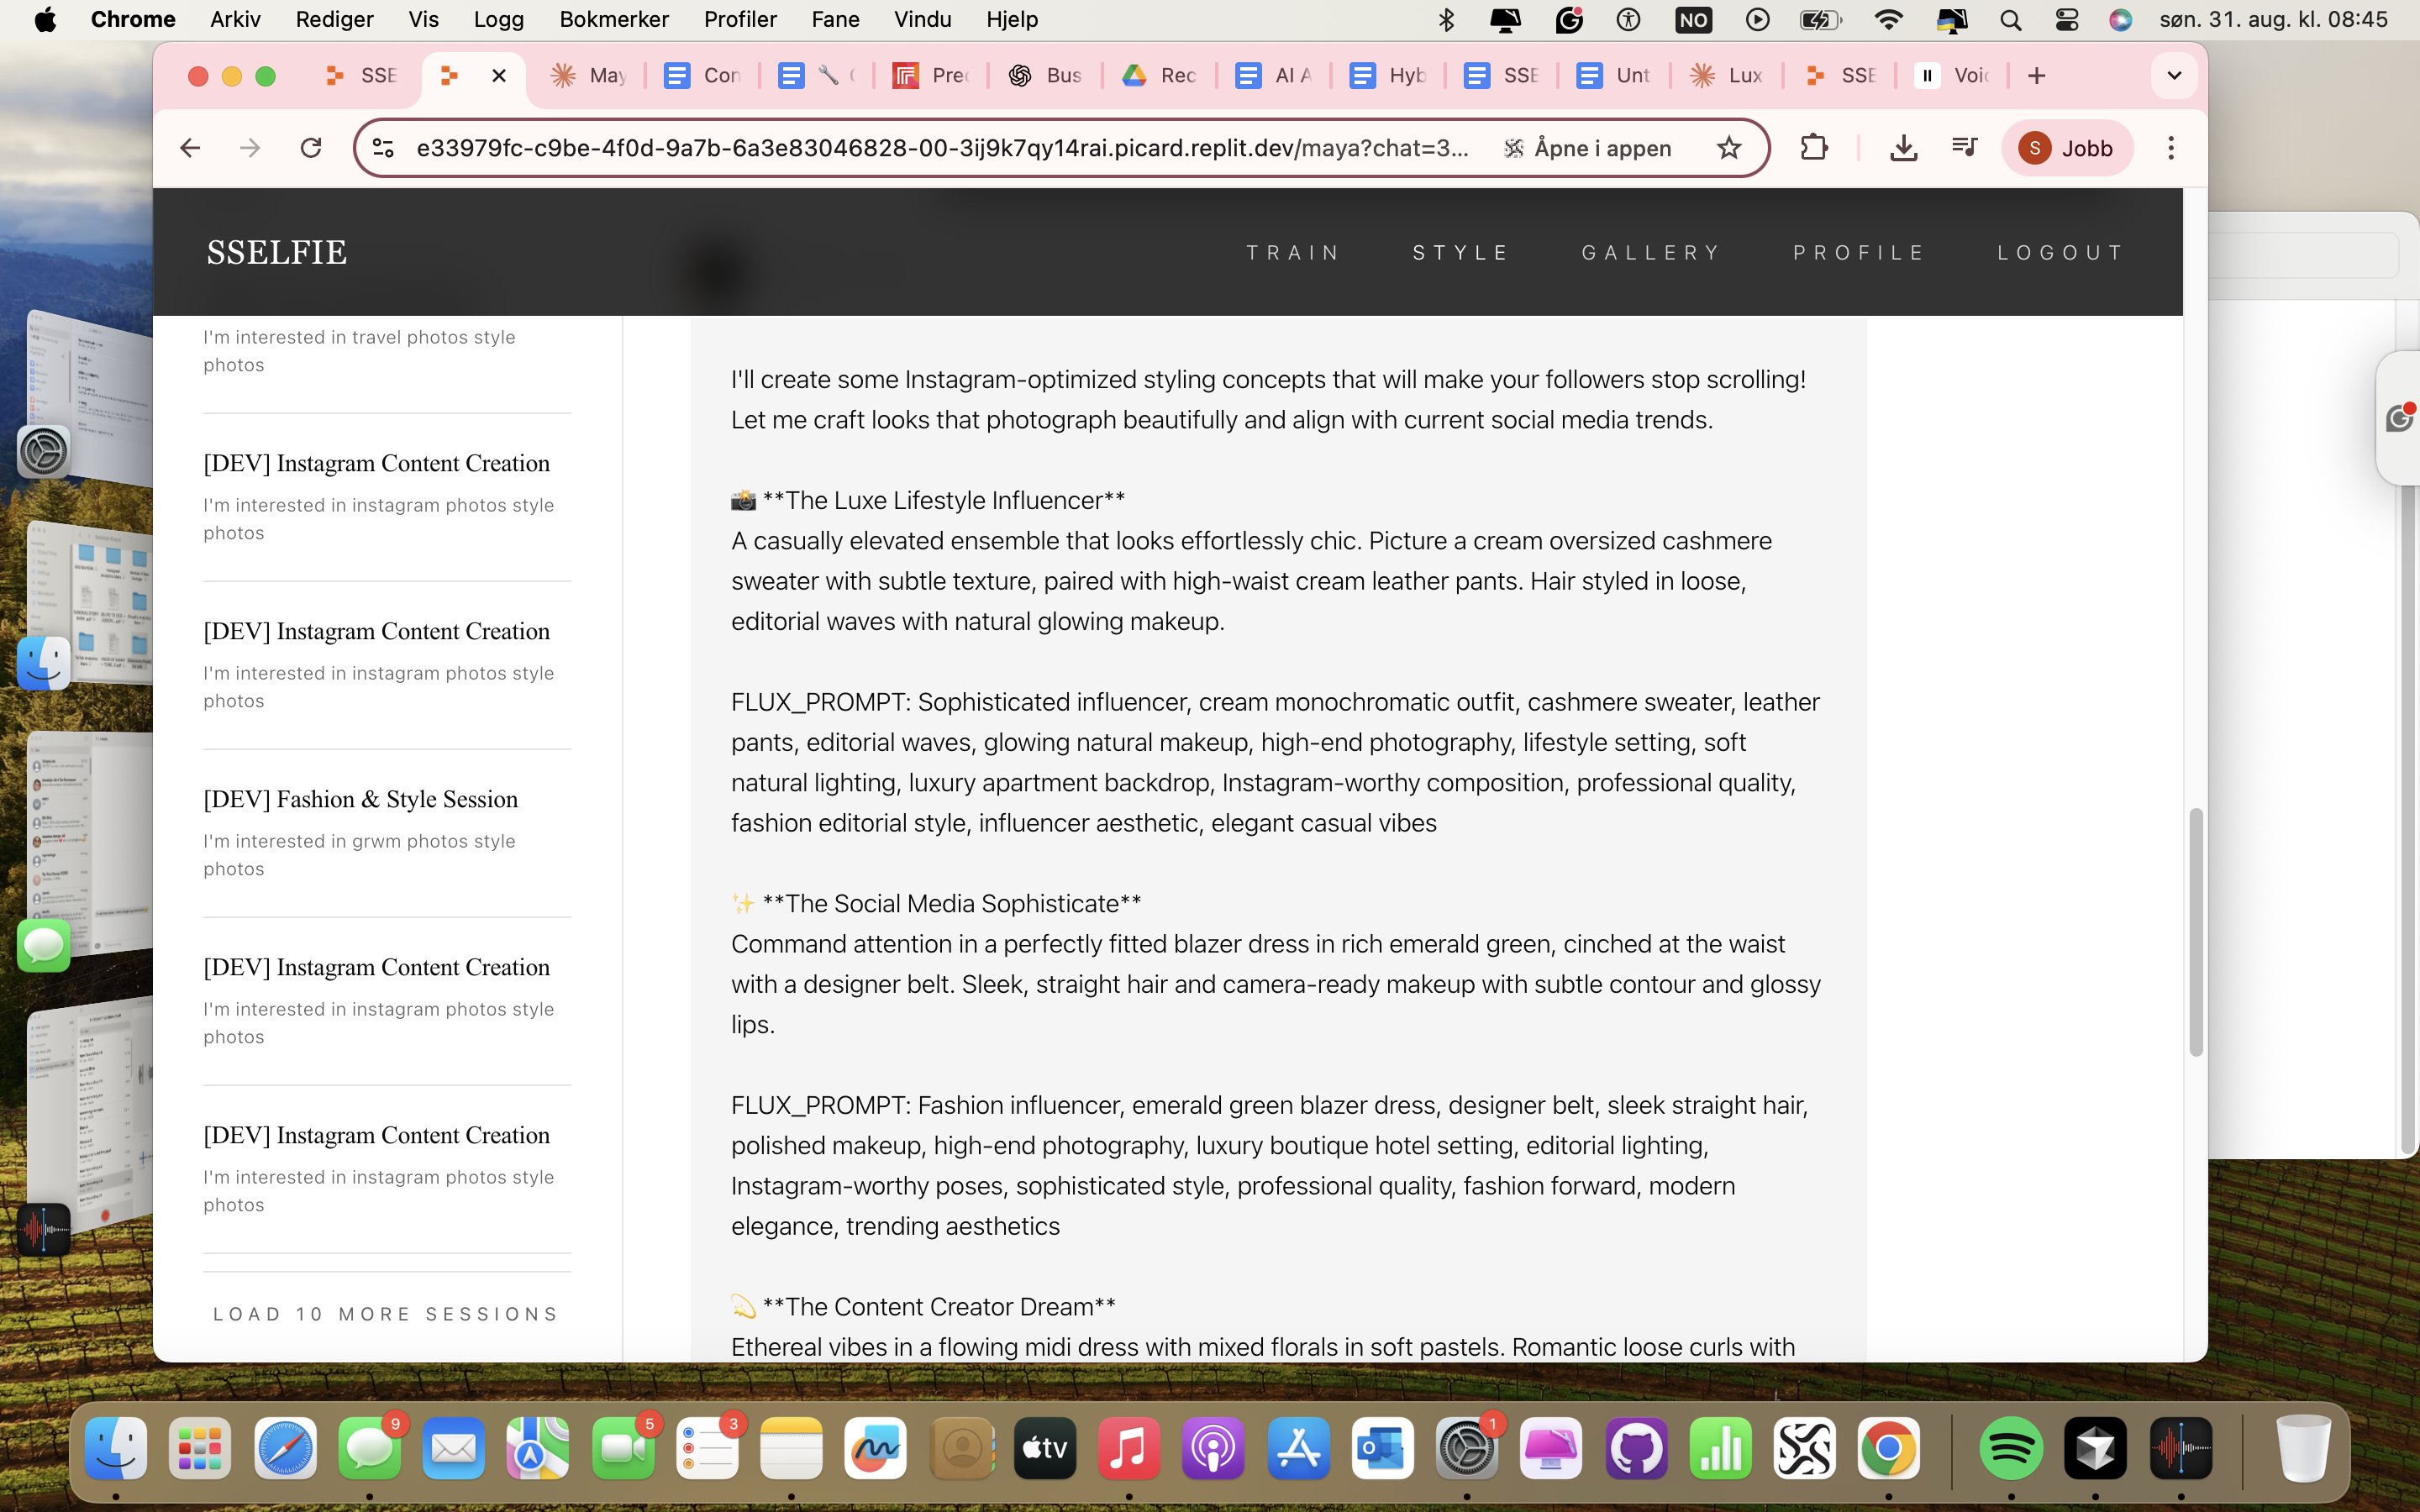 Chrome Arkiv Rediger Vis Logg Bokmerker Profiler Fane Vindu Hjelp NO søn. 31. aug. kl. 08:45
SSE May Con Prec Bus Rec AI A Hyb SSE Unt Lux SSE Voic
e33979fc-c9be-4f0d-9a7b-6a3e83046828-00-3ij9k7qy14rai.picard.replit.dev/maya?chat=3... Åpne i appen S Jobb
SSELFIE TRAIN STYLE GALLERY PROFILE LOGOUT
I'm interested in travel photos style
photos
[DEV] Instagram Content Creation
I'm interested in instagram photos style
photos
[DEV] Instagram Content Creation
I'm interested in instagram photos style
photos
[DEV] Fashion & Style Session
I'm interested in grwm photos style
photos
[DEV] Instagram Content Creation
I'm interested in instagram photos style
photos
[DEV] Instagram Content Creation
I'm interested in instagram photos style
photos
LOAD 10 MORE SESSIONS
I'll create some Instagram-optimized styling concepts that will make your followers stop scrolling!
Let me craft looks that photograph beautifully and align with current social media trends.
📸 **The Luxe Lifestyle Influencer**
A casually elevated ensemble that looks effortlessly chic. Picture a cream oversized cashmere
sweater with subtle texture, paired with high-waist cream leather pants. Hair styled in loose,
editorial waves with natural glowing makeup.
FLUX_PROMPT: Sophisticated influencer, cream monochromatic outfit, cashmere sweater, leather
pants, editorial waves, glowing natural makeup, high-end photography, lifestyle setting, soft
natural lighting, luxury apartment backdrop, Instagram-worthy composition, professional quality,
fashion editorial style, influencer aesthetic, elegant casual vibes
✨ **The Social Media Sophisticate**
Command attention in a perfectly fitted blazer dress in rich emerald green, cinched at the waist
with a designer belt. Sleek, straight hair and camera-ready makeup with subtle contour and glossy
lips.
FLUX_PROMPT: Fashion influencer, emerald green blazer dress, designer belt, sleek straight hair,
polished makeup, high-end photography, luxury boutique hotel setting, editorial lighting,
Instagram-worthy poses, sophisticated style, professional quality, fashion forward, modern
elegance, trending aesthetics
💫 **The Content Creator Dream**
Ethereal vibes in a flowing midi dress with mixed florals in soft pastels. Romantic loose curls with
9 5 3 tv 1